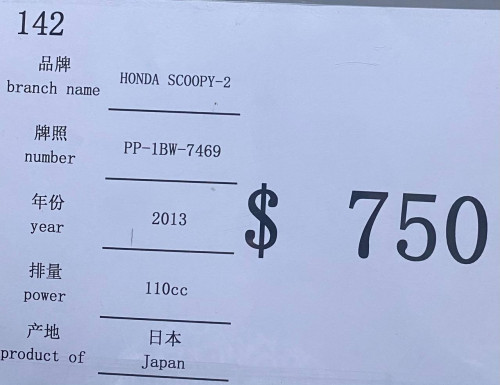 142
品牌
branch name
HONDA SCOOPY-2
牌照
number
PP-1BW-7469
年份
year
2013
$ 750
排量
power
110cc
产地
product of
日本
Japan